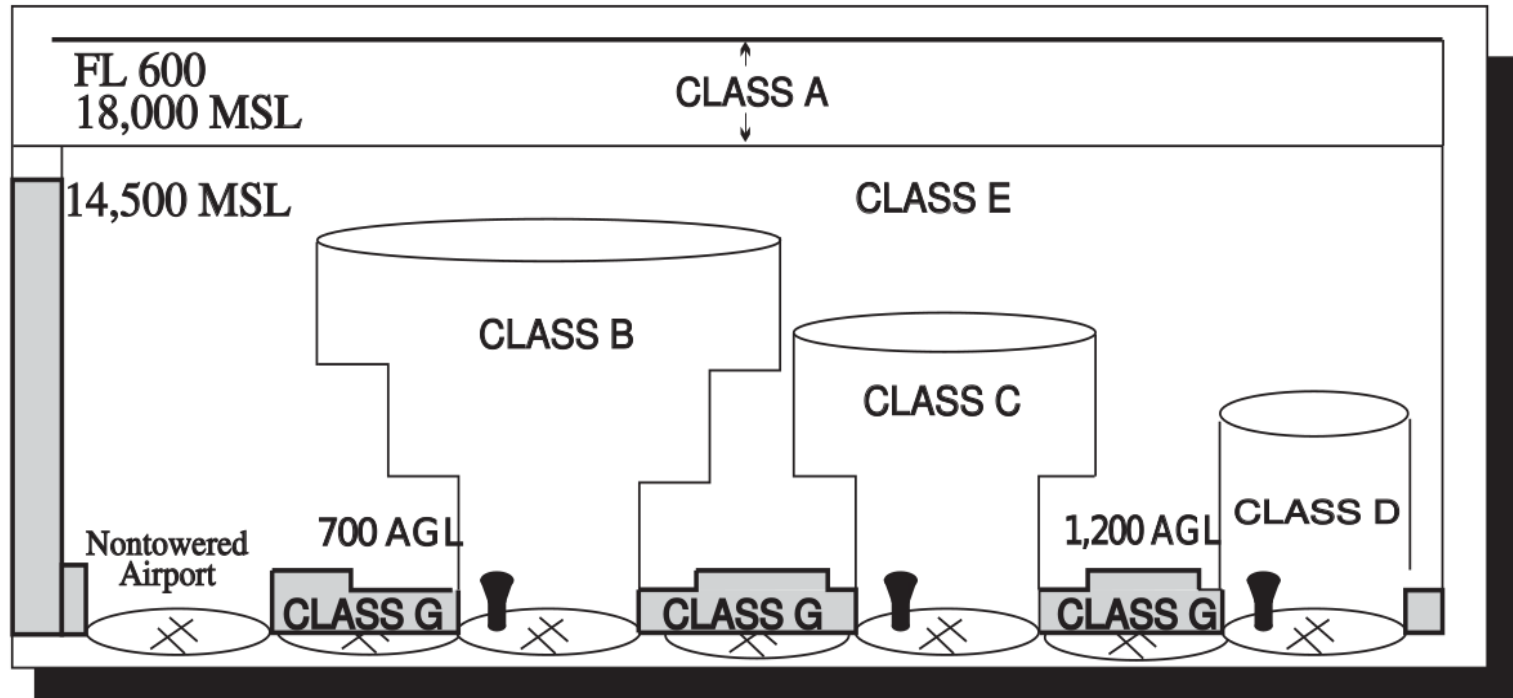 FL 600
18,000 MSL
CLASS A
14,500 MSL
CLASS E
CLASS B
CLASS C
CLASS D
700 AGL
1,200 AGL
Nontowered
Airport
CLASS G
CLASS G
CLASS G